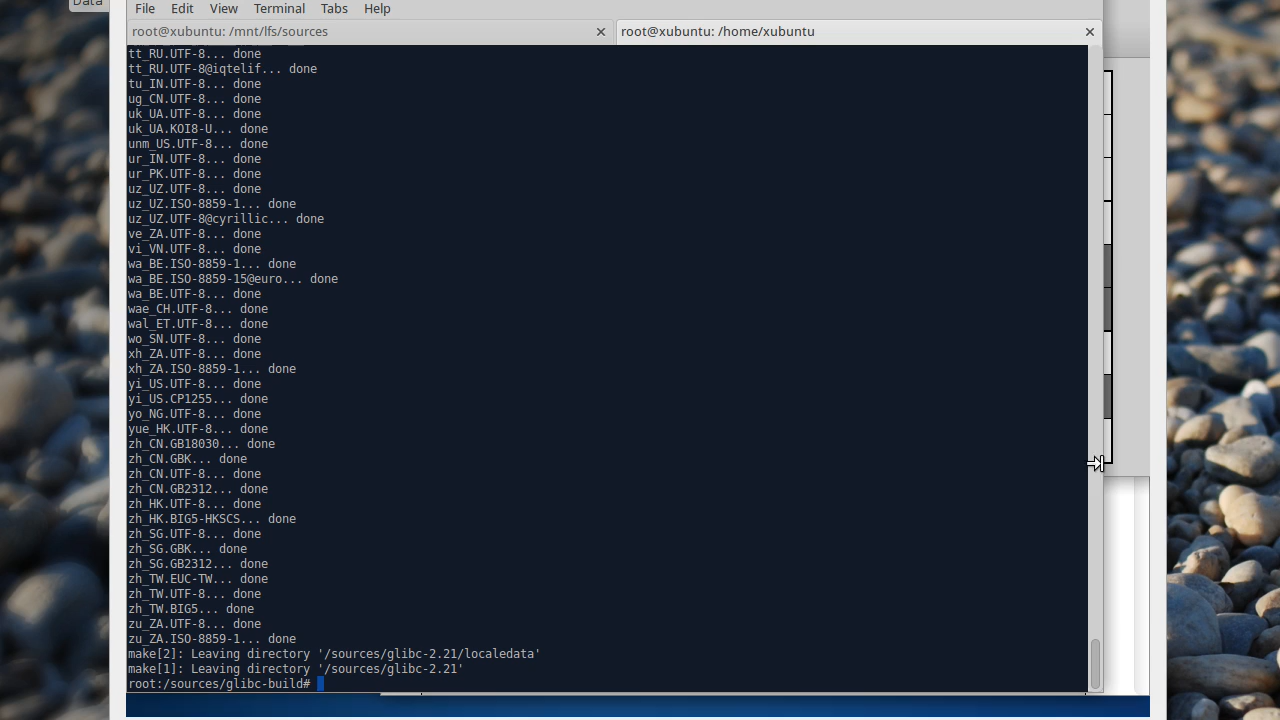 Data
File Edit View Terminal Tabs Help
root@xubuntu: /mnt/lfs/sources
root@xubuntu: /home/xubuntu
tt_RU.UTF-8... done
tt_RU.UTF-8@iqtelif... done
tu_IN.UTF-8... done
ug_CN.UTF-8... done
uk_UA.UTF-8... done
uk_UA.KOI8-U... done
unm_US.UTF-8... done
ur_IN.UTF-8... done
ur_PK.UTF-8... done
uz_UZ.UTF-8... done
uz_UZ.ISO-8859-1... done
uz_UZ.UTF-8@cyrillic... done
ve_ZA.UTF-8... done
vi_VN.UTF-8... done
wa_BE.ISO-8859-1... done
wa_BE.ISO-8859-15@euro... done
wa_BE.UTF-8... done
wae_CH.UTF-8... done
wal_ET.UTF-8... done
wo_SN.UTF-8... done
xh_ZA.UTF-8... done
xh_ZA.ISO-8859-1... done
yi_US.UTF-8... done
yi_US.CP1255... done
yo_NG.UTF-8... done
yue_HK.UTF-8... done
zh_CN.GB18030... done
zh_CN.GBK... done
zh_CN.UTF-8... done
zh_CN.GB2312... done
zh_HK.UTF-8... done
zh_HK.BIG5-HKSCS... done
zh_SG.UTF-8... done
zh_SG.GBK... done
zh_SG.GB2312... done
zh_TW.EUC-TW... done
zh_TW.UTF-8... done
zh_TW.BIG5... done
zu_ZA.UTF-8... done
zu_ZA.ISO-8859-1... done
make[2]: Leaving directory '/sources/glibc-2.21/localedata'
make[1]: Leaving directory '/sources/glibc-2.21'
root:/sources/glibc-build#